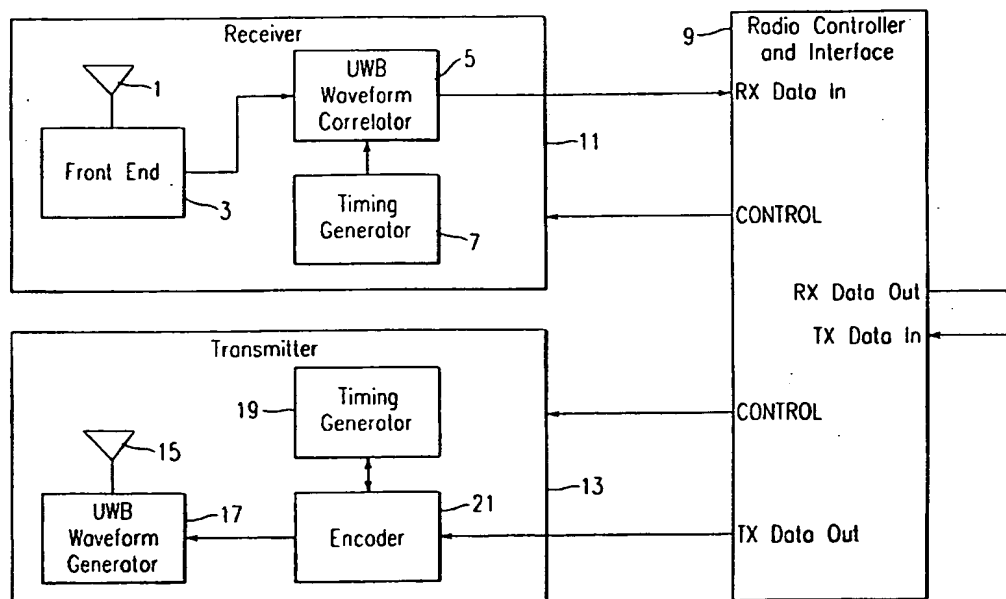 Receiver
1
Front End
3
UWB
Waveform
Correlator
5
Timing
Generator
7
11
9
Radio Controller
and Interface
RX Data In
CONTROL
RX Data Out
TX Data In
CONTROL
TX Data Out
Transmitter
19
Timing
Generator
15
UWB
Waveform
Generator
17
Encoder
21
13